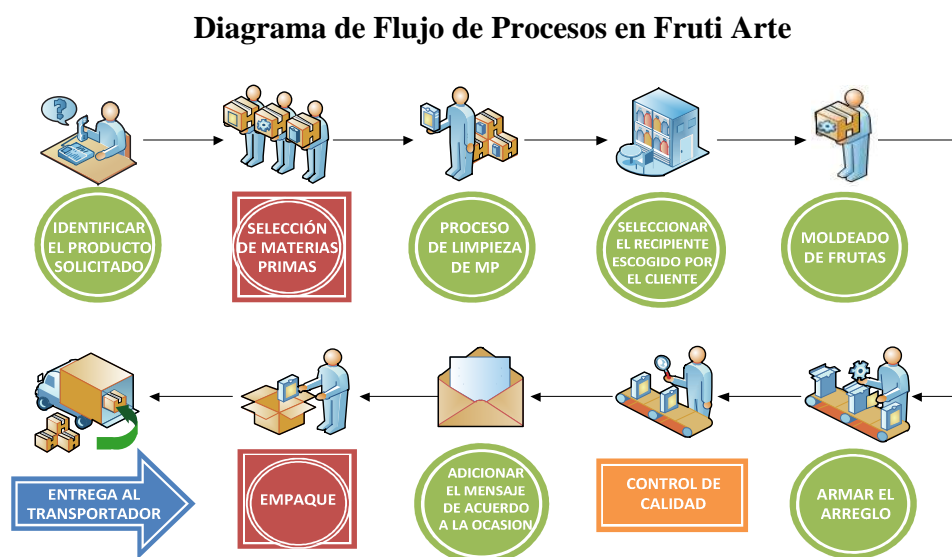 Diagrama de Flujo de Procesos en Fruti Arte
?
IDENTIFICAR
EL PRODUCTO
SOLICITADO
SELECCIÓN
DE MATERIAS
PRIMAS
PROCESO
DE LIMPIEZA
DE MP
SELECCIONAR
EL RECIPIENTE
ESCOGIDO POR
EL CLIENTE
MOLDEADO
DE FRUTAS
ENTREGA AL
TRANSPORTADOR
EMPAQUE
ADICIONAR
EL MENSAJE
DE ACUERDO
A LA OCASION
CONTROL DE
CALIDAD
ARMAR EL
ARREGLO